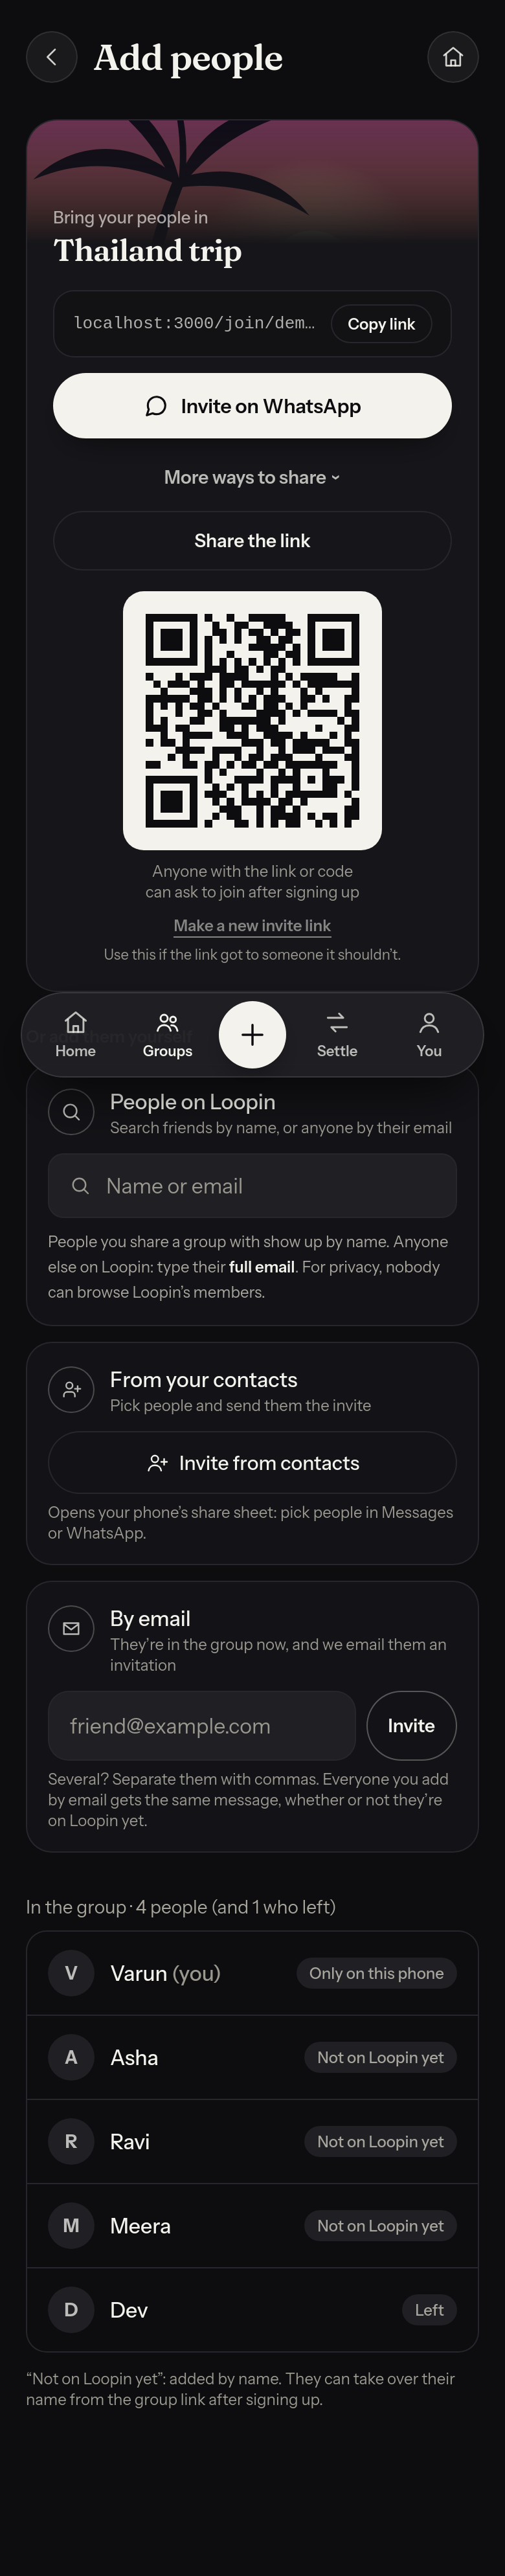 Add people
Bring your people in
Thailand trip
localhost:3000/join/dem…
Copy link
Invite on WhatsApp
More ways to share
Share the link
Anyone with the link or code
can ask to join after signing up
Make a new invite link
Use this if the link got to someone it shouldn’t.
Or add them yourself
Home
Groups
Settle
You
People on Loopin
Search friends by name, or anyone by their email
Name or email
People you share a group with show up by name. Anyone
else on Loopin: type their full email. For privacy, nobody
can browse Loopin’s members.
From your contacts
Pick people and send them the invite
Invite from contacts
Opens your phone’s share sheet: pick people in Messages
or WhatsApp.
By email
They’re in the group now, and we email them an
invitation
friend@example.com
Invite
Several? Separate them with commas. Everyone you add
by email gets the same message, whether or not they’re
on Loopin yet.
In the group · 4 people (and 1 who left)
V
Varun (you)
Only on this phone
A
Asha
Not on Loopin yet
R
Ravi
Not on Loopin yet
M
Meera
Not on Loopin yet
D
Dev
Left
“Not on Loopin yet”: added by name. They can take over their
name from the group link after signing up.